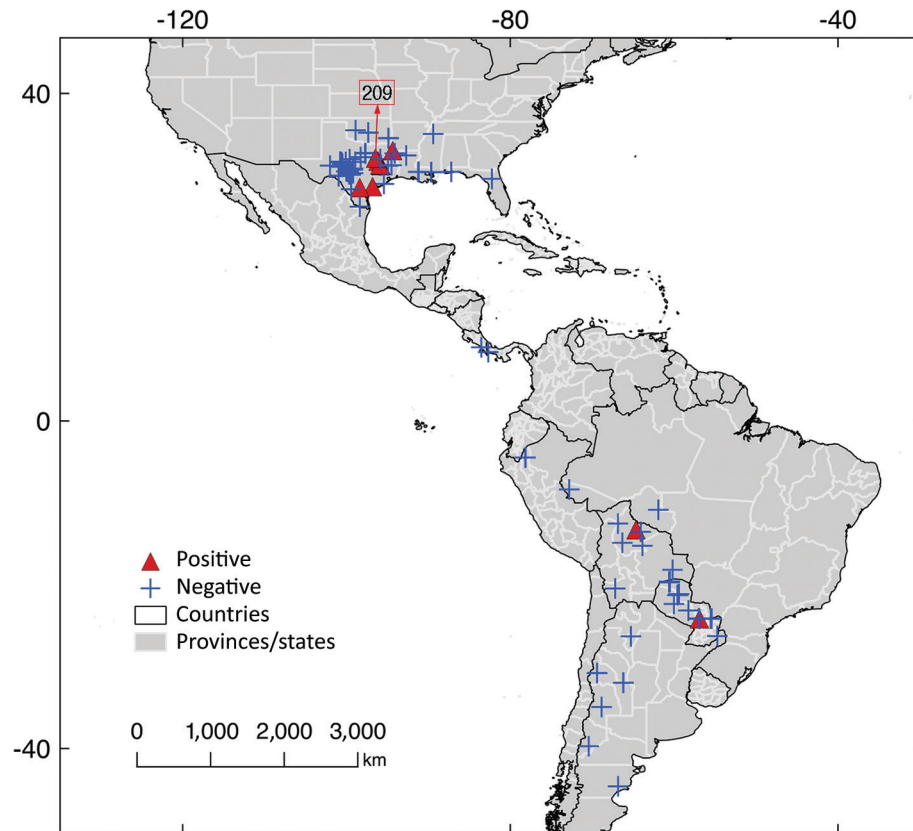 -120 -80 -40
40
209
0
Positive
Negative
Countries
Provinces/states
0 1,000 2,000 3,000
km
-40